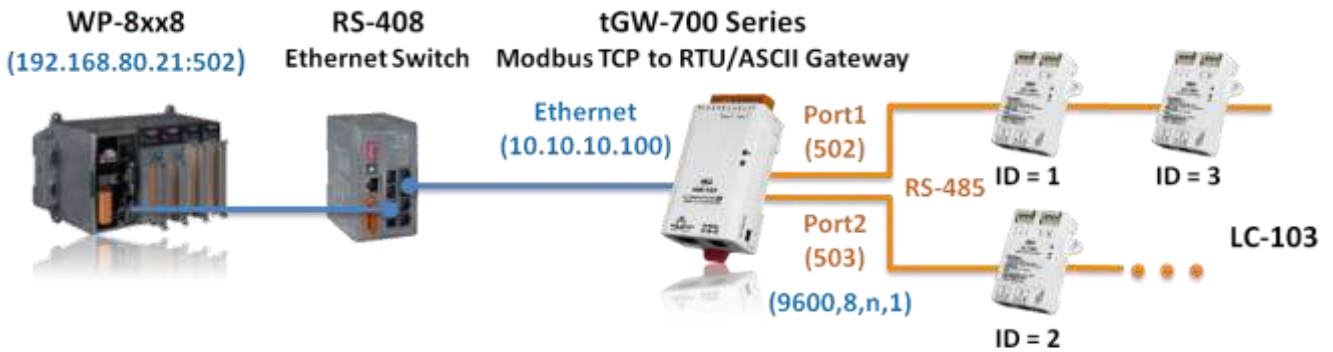 WP-8xx8
(192.168.80.21:502)
RS-408
Ethernet Switch
tGW-700 Series
Modbus TCP to RTU/ASCII Gateway
Ethernet
(10.10.10.100)
Port1
(502)
RS-485
Port2
(503)
(9600,8,n,1)
ID = 1
ID = 3
LC-103
ID = 2